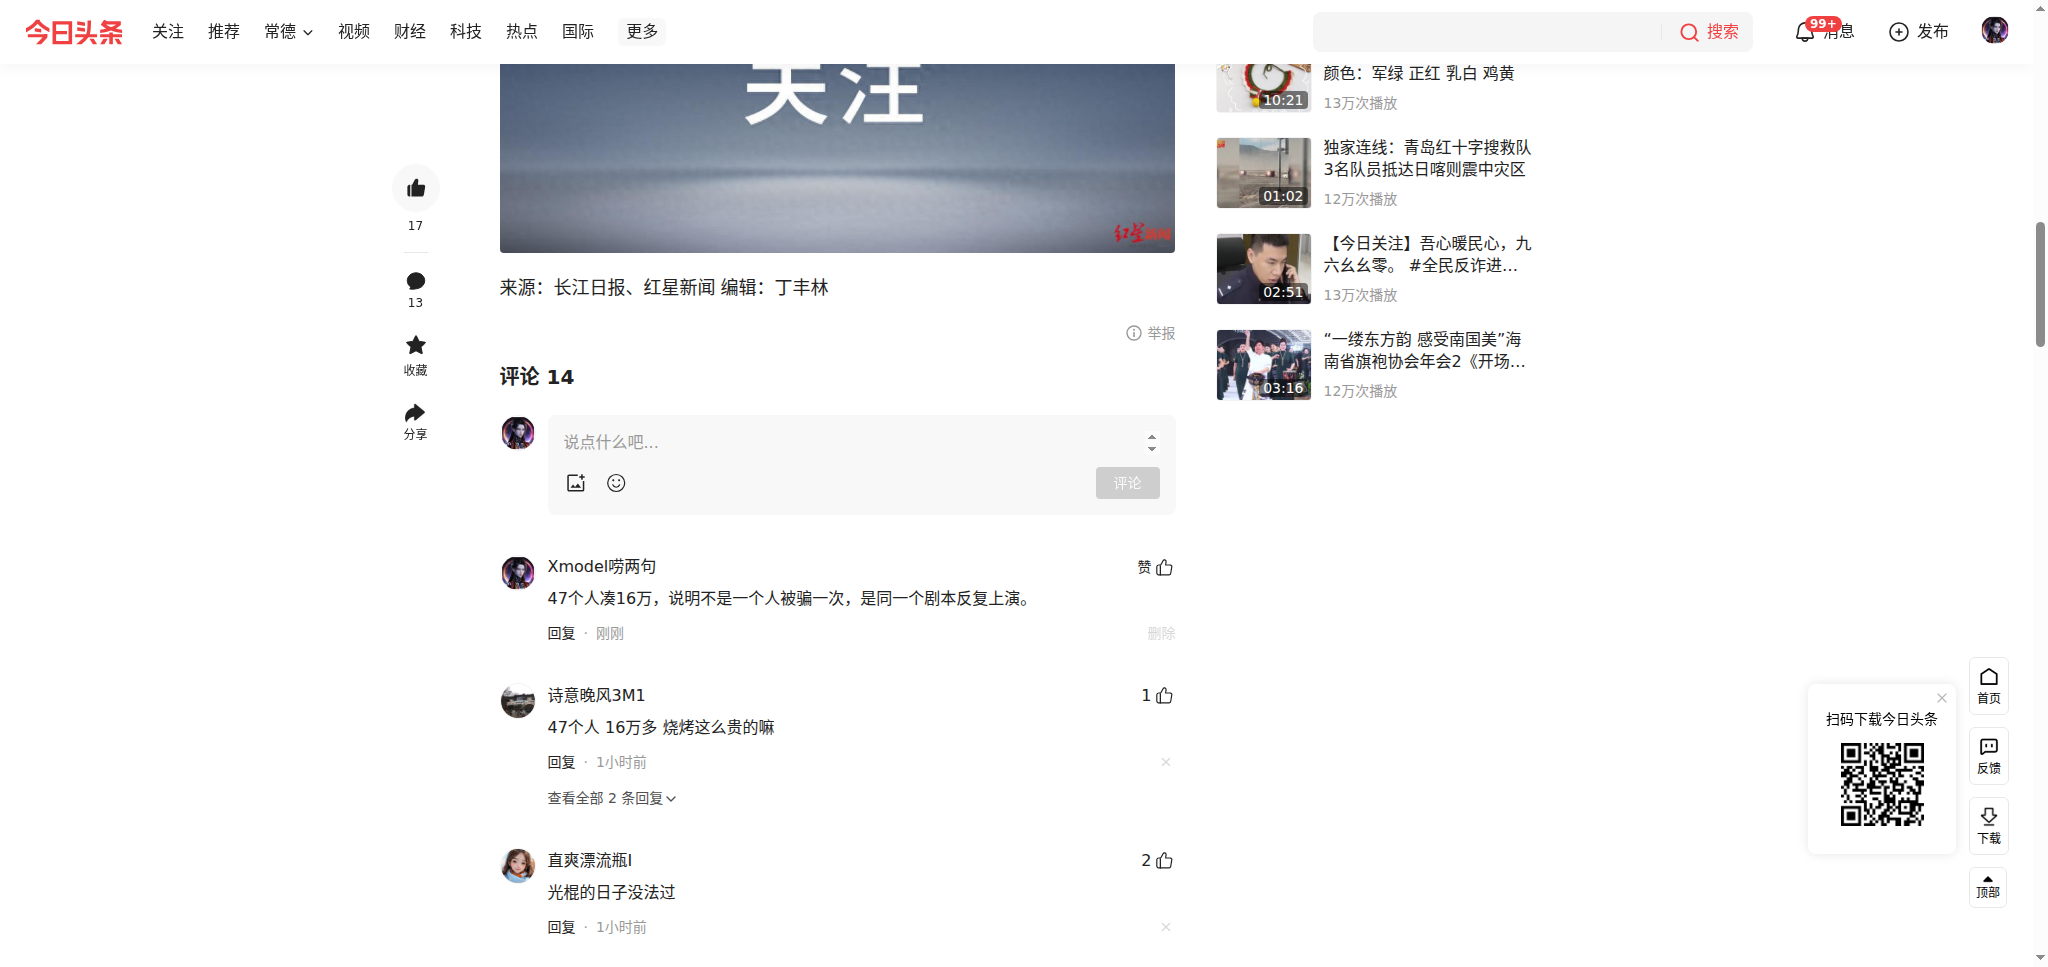 今日头条
关注 推荐 常德 视频 财经 科技 热点 国际 更多
搜索
99+
消息
发布
关注
红星新闻
17
13
收藏
分享
来源：长江日报、红星新闻 编辑：丁丰林
举报
评论 14
说点什么吧...
评论
Xmodel唠两句
赞
47个人凑16万，说明不是一个人被骗一次，是同一个剧本反复上演。
回复 · 刚刚
删除
诗意晚风3M1
1
47个人 16万多 烧烤这么贵的嘛
回复 · 1小时前
查看全部 2 条回复
直爽漂流瓶I
2
光棍的日子没法过
回复 · 1小时前
10:21
颜色：军绿 正红 乳白 鸡黄
13万次播放
01:02
独家连线：青岛红十字搜救队
3名队员抵达日喀则震中灾区
12万次播放
02:51
【今日关注】吾心暖民心，九
六幺幺零。 #全民反诈进...
13万次播放
03:16
“一缕东方韵 感受南国美”海
南省旗袍协会年会2《开场...
12万次播放
扫码下载今日头条
首页
反馈
下载
顶部